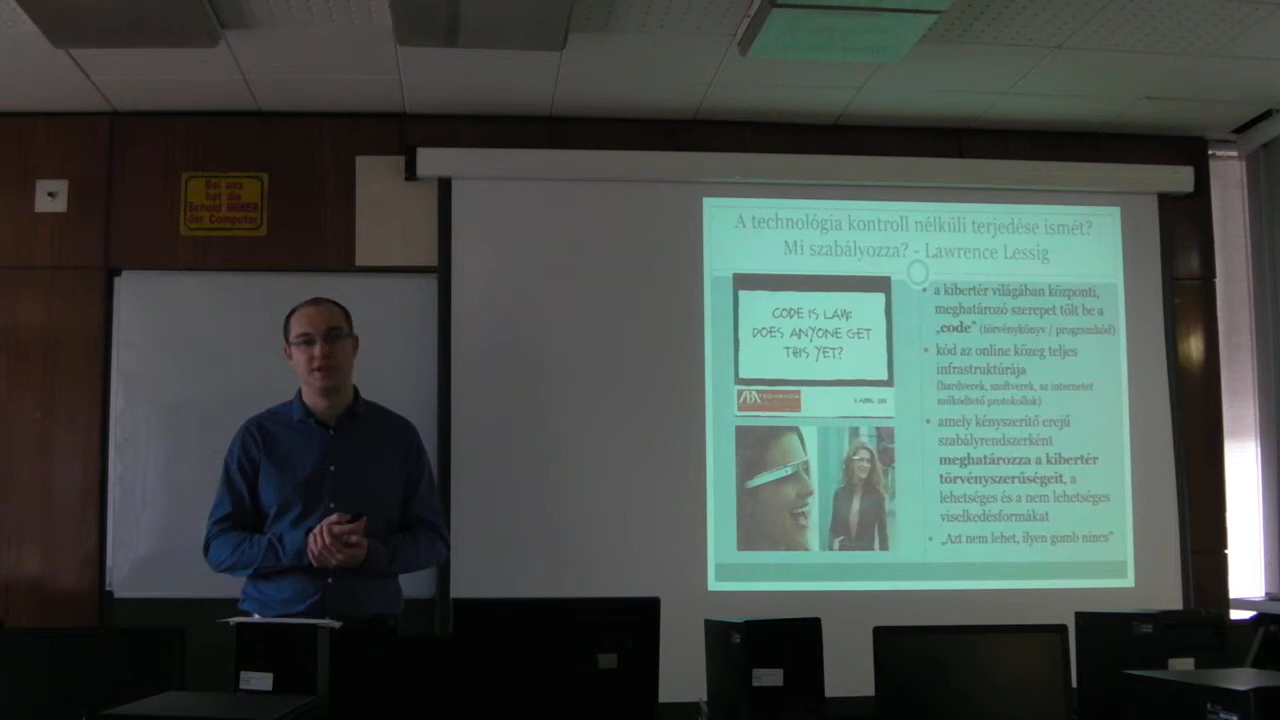 Bei uns
hat die
Schuld IMMER
der Computer
A technológia kontroll nélküli terjedése ismét?
Mi szabályozza? - Lawrence Lessig
CODE IS LAW:
DOES ANYONE GET
THIS YET?
• a kibertér világában központi,
meghatározó szerepet tölt be a
„code” (törvénykönyv / programkód)
• kód az online közeg teljes
infrastruktúrája
(hardverek, szoftverek, az internetet
működtető protokollok)
• amely kényszerítő erejű
szabályrendszerként
meghatározza a kibertér
törvényszerűségeit, a
lehetséges és a nem lehetséges
viselkedésformákat
• „Azt nem lehet, ilyen gomb nincs”